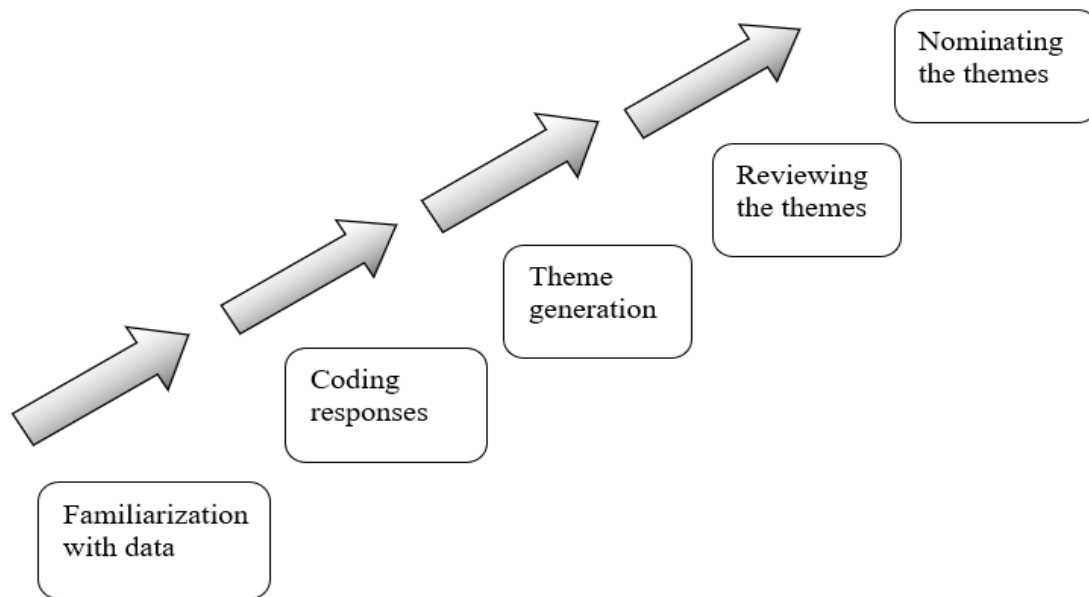 Familiarization
with data
Coding
responses
Theme
generation
Reviewing
the themes
Nominating
the themes